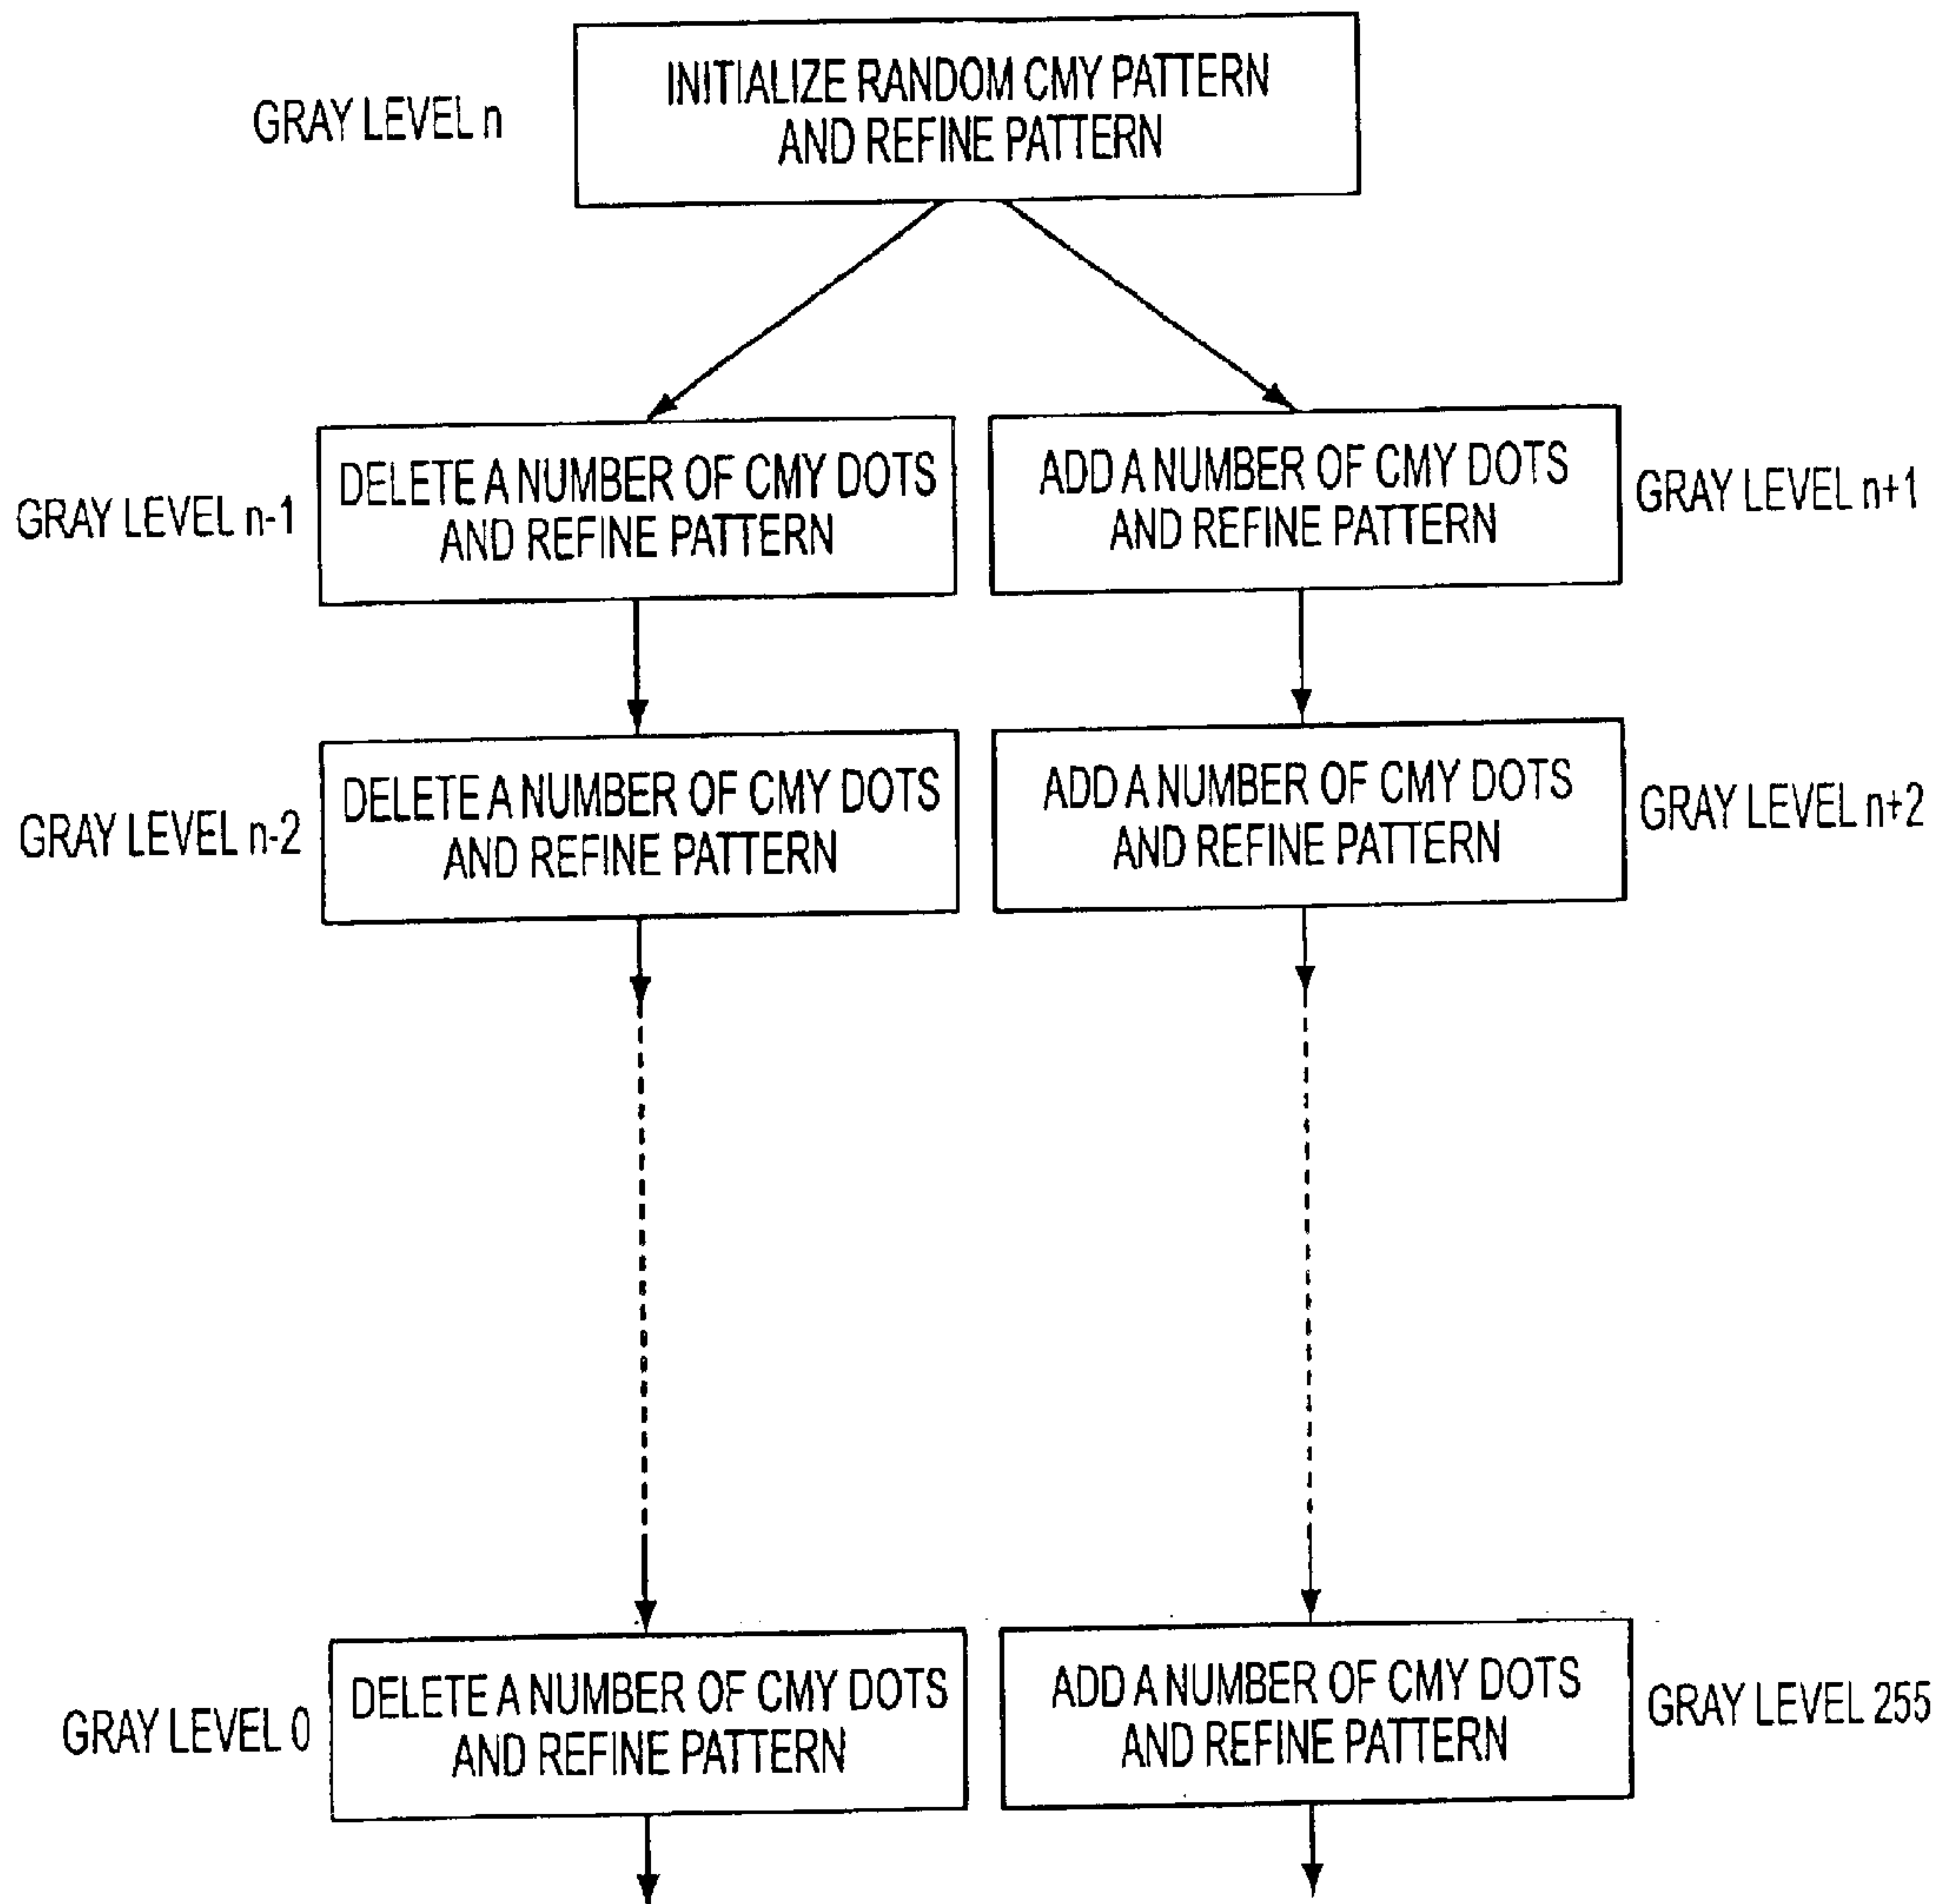 GRAY LEVEL n
INITIALIZE RANDOM CMY PATTERN
AND REFINE PATTERN
GRAY LEVEL n-1
DELETE A NUMBER OF CMY DOTS
AND REFINE PATTERN
ADD A NUMBER OF CMY DOTS
AND REFINE PATTERN
GRAY LEVEL n+1
GRAY LEVEL n-2
DELETE A NUMBER OF CMY DOTS
AND REFINE PATTERN
ADD A NUMBER OF CMY DOTS
AND REFINE PATTERN
GRAY LEVEL n+2
GRAY LEVEL 0
DELETE A NUMBER OF CMY DOTS
AND REFINE PATTERN
ADD A NUMBER OF CMY DOTS
AND REFINE PATTERN
GRAY LEVEL 255